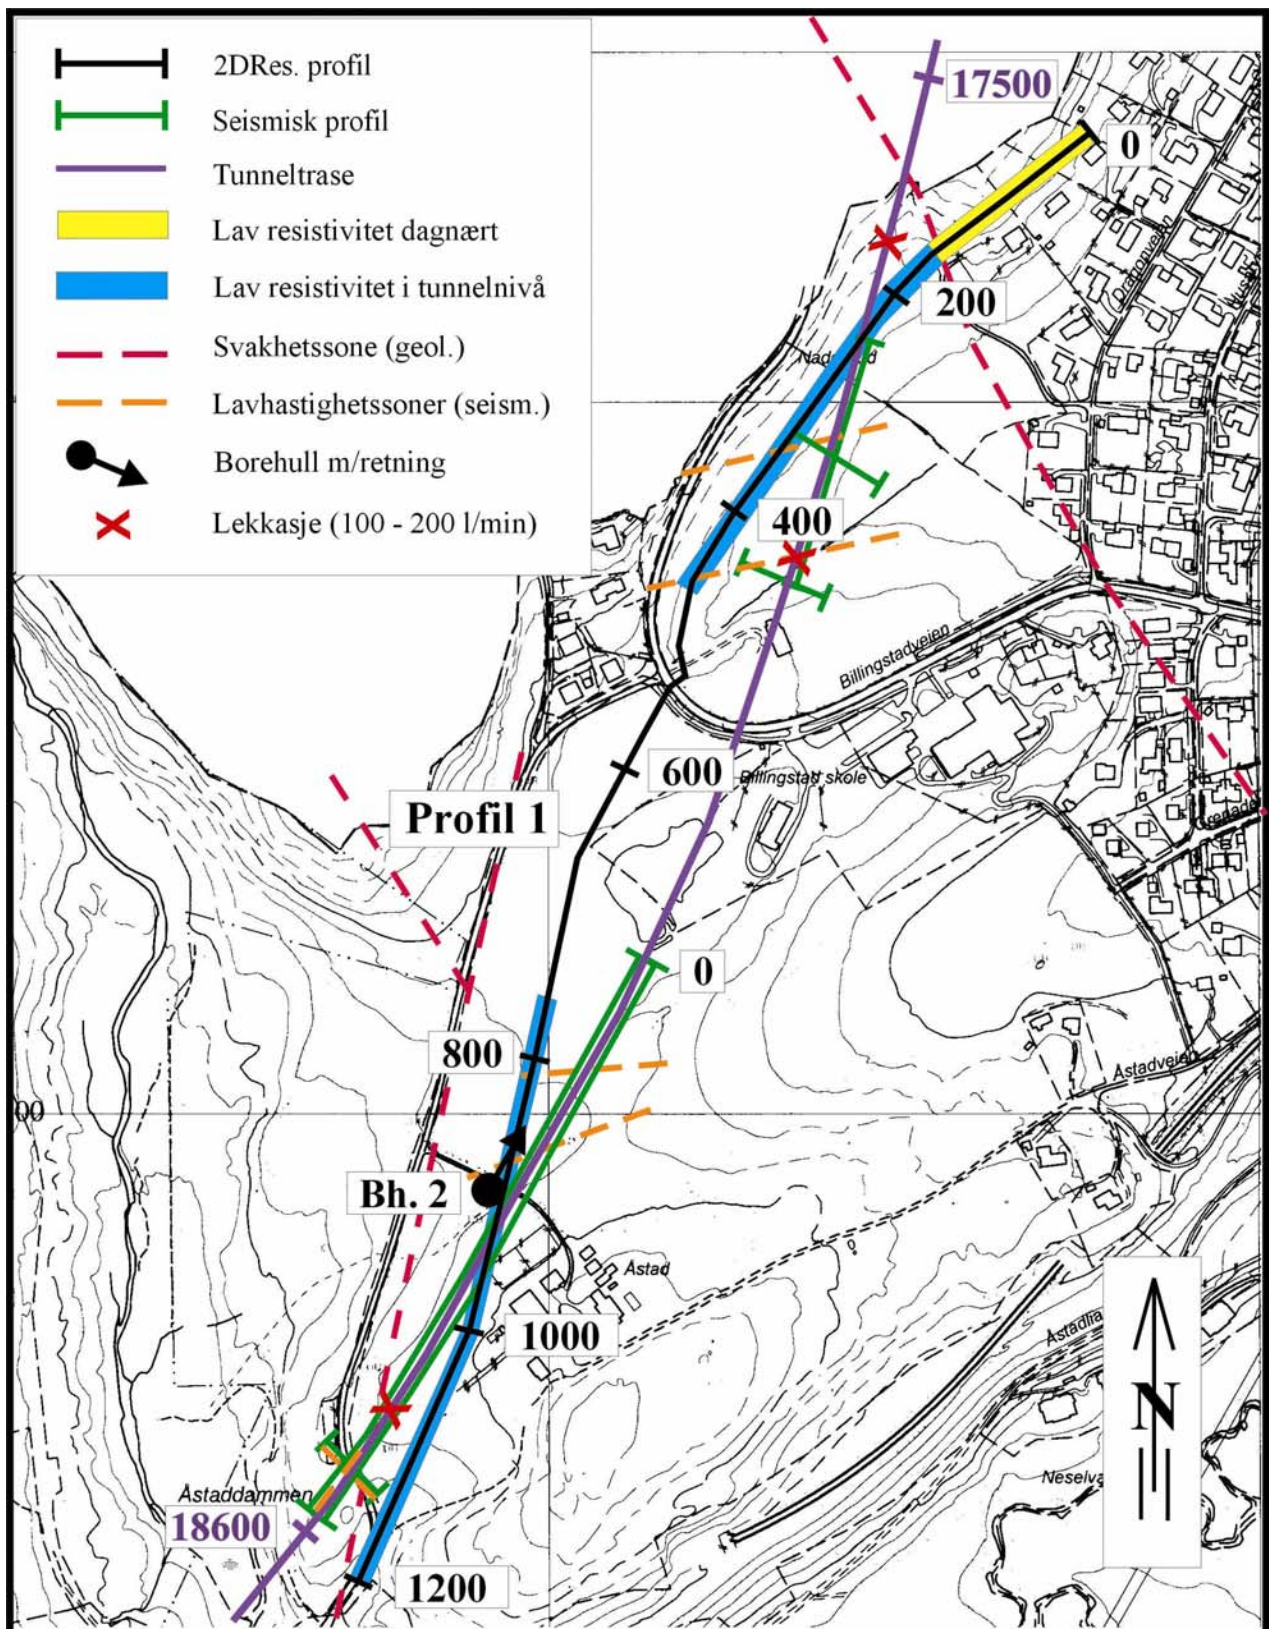 2DRes. profil
Seismisk profil
Tunneltrase
Lav resistivitet dagnært
Lav resistivitet i tunnelnivå
Svakhetssone (geol.)
Lavhastighetssoner (seism.)
Borehull m/retning
Lekkasje (100 - 200 l/min)
17500
0
200
400
Billingstadveien
600
Billingstad skole
Profil 1
0
800
Åstadveien
00
Bh. 2
Åstad
1000
N
Åstaddammen
18600
1200